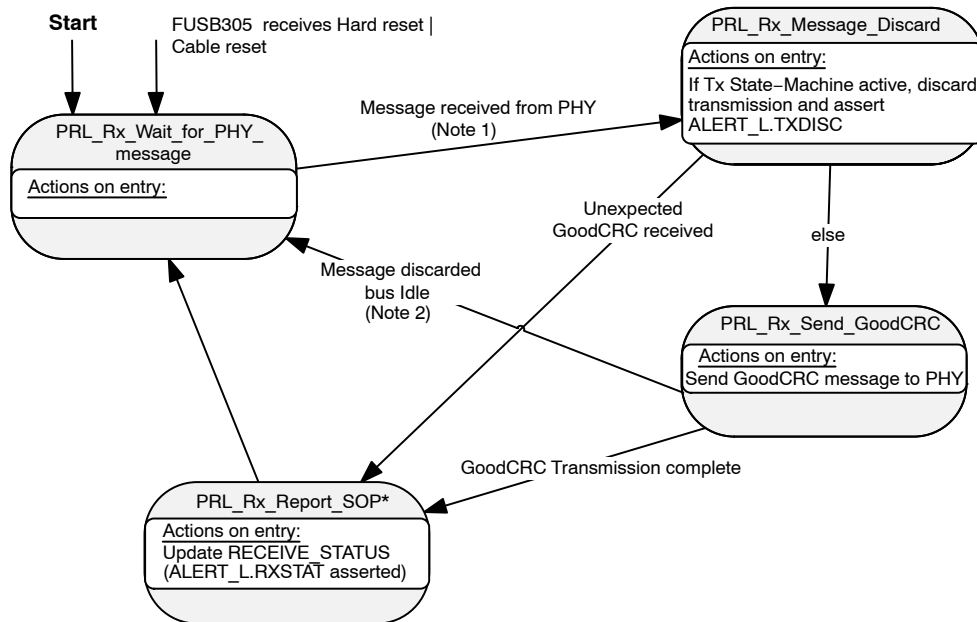 Start
FUSB305 receives Hard reset |
Cable reset
PRL_Rx_Message_Discard
Actions on entry:
If Tx State−Machine active, discard
transmission and assert
ALERT_L.TXDISC
Message received from PHY
(Note 1)
PRL_Rx_Wait_for_PHY_
message
Actions on entry:
Unexpected
GoodCRC received
else
Message discarded
bus Idle
(Note 2)
PRL_Rx_Send_GoodCRC
Actions on entry:
Send GoodCRC message to PHY
GoodCRC Transmission complete
PRL_Rx_Report_SOP*
Actions on entry:
Update RECEIVE_STATUS
(ALERT_L.RXSTAT asserted)